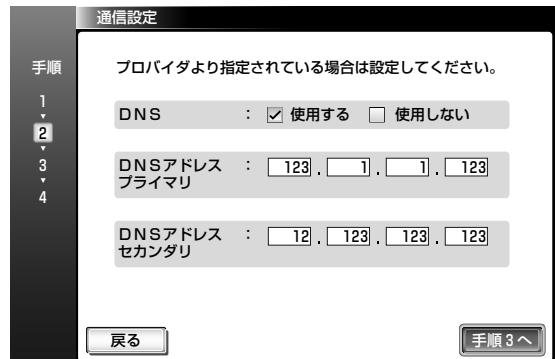 通信設定
手順
1
2
3
4
プロバイダより指定されている場合は設定してください。
DNS : 使用する 使用しない
DNSアドレス : 123 . 1 . 1 . 123
プライマリ
DNSアドレス : 12 . 123 . 123 . 123
セカンダリ
戻る
手順3へ